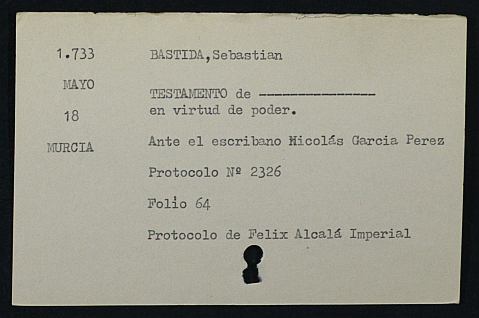 1.733 BASTIDA,Sebastian
MAYO
TESTAMENTO de ---------------
18 en virtud de poder.
MURCIA Ante el escribano Nicolás Garcia Perez
Protocolo Nº 2326
Folio 64
Protocolo de Felix Alcalá Imperial